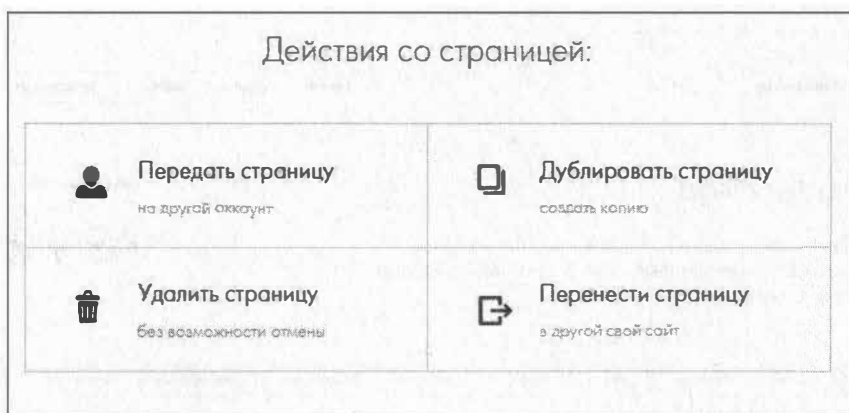 Действия со страницей:
Передать страницу
на другой аккаунт
Дублировать страницу
создать копию
Удалить страницу
без возможности отмены
Перенести страницу
в другой свой сайт